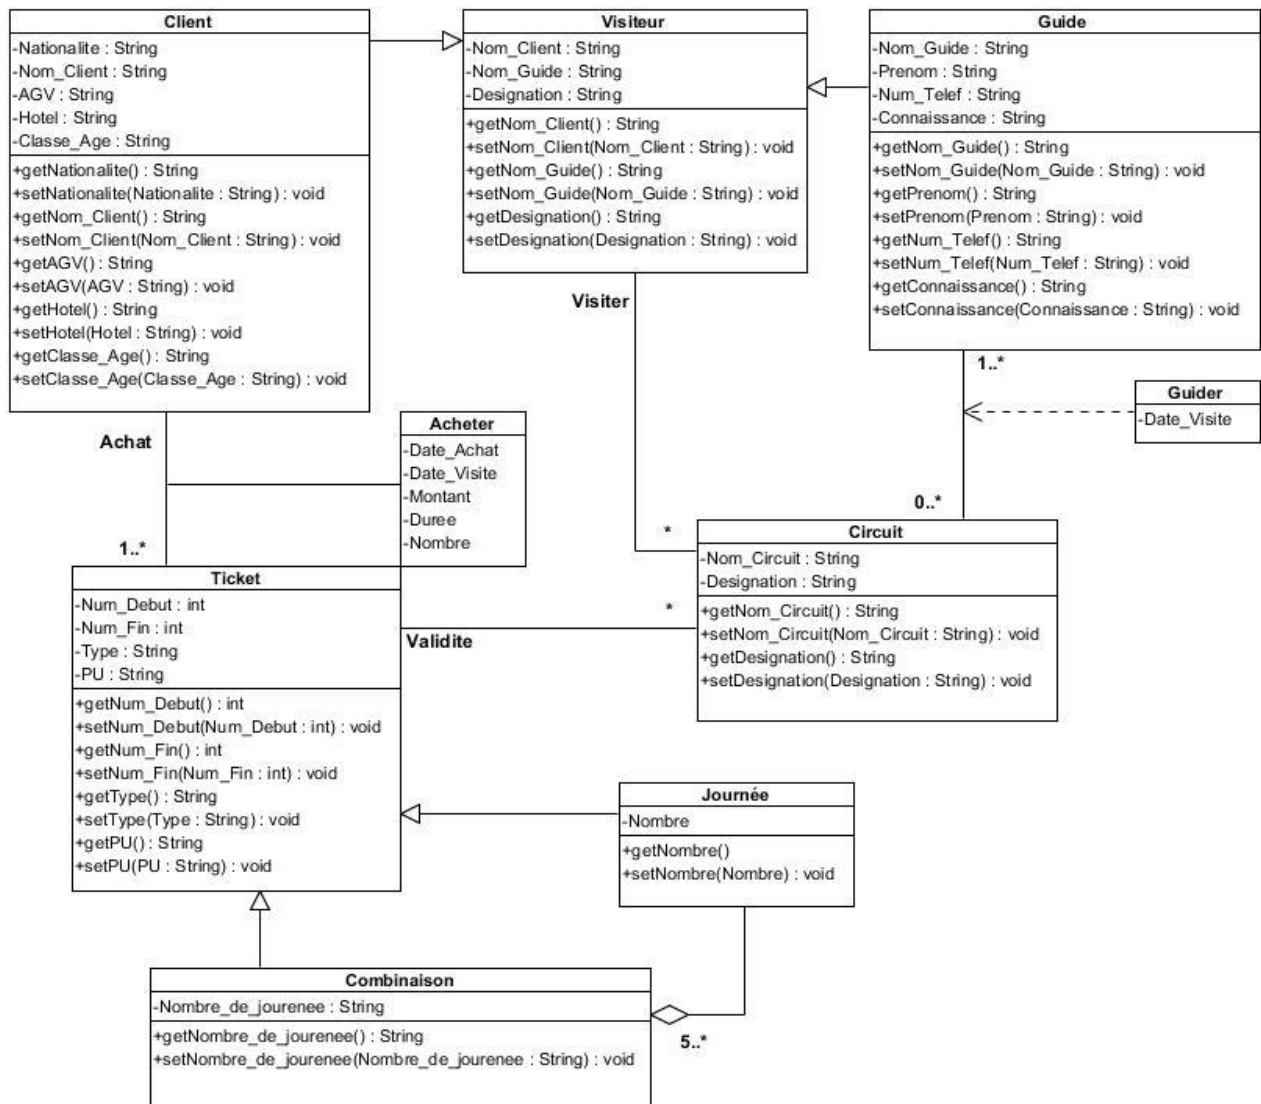 Client
-Nationalite : String
-Nom_Client : String
-AGV : String
-Hotel : String
-Classe_Age : String
+getNationalite() : String
+setNationalite(Nationalite : String) : void
+getNom_Client() : String
+setNom_Client(Nom_Client : String) : void
+getAGV() : String
+setAGV(AGV : String) : void
+getHotel() : String
+setHotel(Hotel : String) : void
+getClasse_Age() : String
+setClasse_Age(Classe_Age : String) : void
Visiteur
-Nom_Client : String
-Nom_Guide : String
-Designation : String
+getNom_Client() : String
+setNom_Client(Nom_Client : String) : void
+getNom_Guide() : String
+setNom_Guide(Nom_Guide : String) : void
+getDesignation() : String
+setDesignation(Designation : String) : void
Guide
-Nom_Guide : String
-Prenom : String
-Num_Telef : String
-Connaissance : String
+getNom_Guide() : String
+setNom_Guide(Nom_Guide : String) : void
+getPrenom() : String
+setPrenom(Prenom : String) : void
+getNum_Telef() : String
+setNum_Telef(Num_Telef : String) : void
+getConnaissance() : String
+setConnaissance(Connaissance : String) : void
Visiter
1..*
Guider
-Date_Visite
Achat
Acheter
-Date_Achat
-Date_Visite
-Montant
-Duree
-Nombre
1..*
0..*
*
Circuit
-Nom_Circuit : String
-Designation : String
+getNom_Circuit() : String
+setNom_Circuit(Nom_Circuit : String) : void
+getDesignation() : String
+setDesignation(Designation : String) : void
*
Validite
Ticket
-Num_Debut : int
-Num_Fin : int
-Type : String
-PU : String
+getNum_Debut() : int
+setNum_Debut(Num_Debut : int) : void
+getNum_Fin() : int
+setNum_Fin(Num_Fin : int) : void
+getType() : String
+setType(Type : String) : void
+getPU() : String
+setPU(PU : String) : void
Journée
-Nombre
+getNombre()
+setNombre(Nombre) : void
Combinaison
-Nombre_de_jourenee : String
+getNombre_de_jourenee() : String
+setNombre_de_jourenee(Nombre_de_jourenee : String) : void
5..*